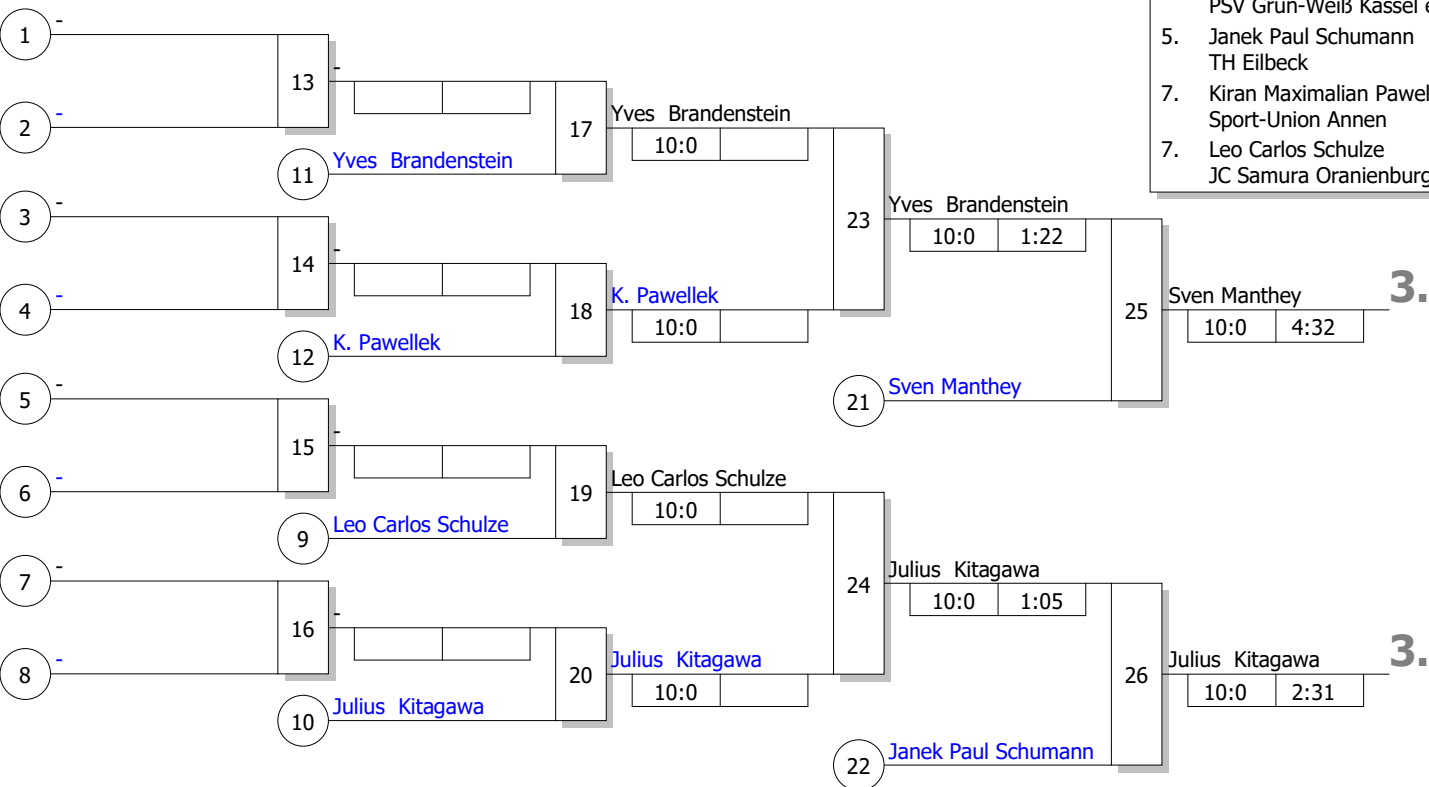 PSV Grün-Weiß Kassel
5. Janek Paul Schumann
TH Eilbeck
7. Kiran Maximilian
Sport-Union Annen
7. Leo Carlos Schulze
JC Samura Oranienburg
1 -
13 -
2 -
17 Yves Brandenstein
10:0
11 Yves Brandenstein
3 -
23 Yves Brandenstein
10:0 1:22
14 -
4 -
18 K. Pawellek
10:0
12 K. Pawellek
25 Sven Manthey 3.
10:0 4:32
5 -
21 Sven Manthey
15 -
6 -
19 Leo Carlos Schulze
10:0
9 Leo Carlos Schulze
7 -
24 Julius Kitagawa
10:0 1:05
16 -
8 -
20 Julius Kitagawa
10:0
10 Julius Kitagawa
26 Julius Kitagawa 3.
10:0 2:31
22 Janek Paul Schumann